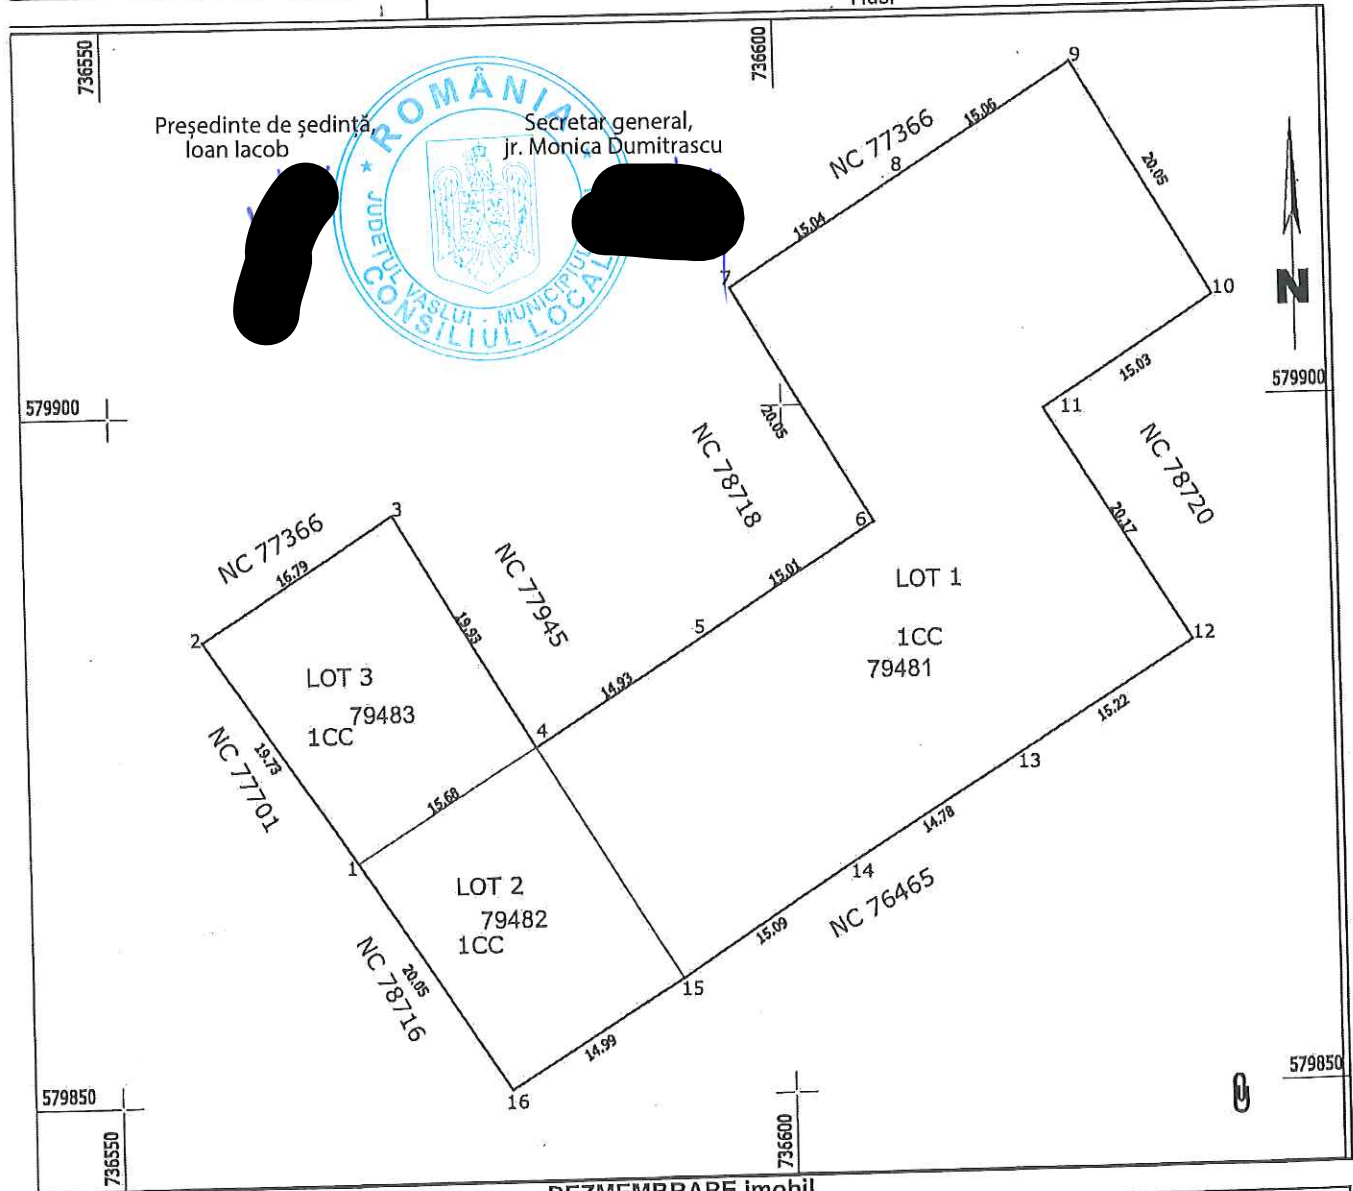 736550
736600
Președinte de ședință,
Ioan Iacob
ROMÂNIA
JUDEȚUL VASLUI - MUNICIPIUL
CONSILIUL LOCAL
Secretar general,
jr. Monica Dumitrascu
9
NC 77366
15.06
8
20.05
15.04
7
10
N
15.03
579900
579900
11
20.05
NC 78718
NC 78720
20.17
3
6
NC 77366
16.79
NC 77945
15.01
LOT 1
19.93
5
12
2
1CC
79481
LOT 3
14.93
79483
1CC
15.22
4
NC 77701
19.73
13
15.68
14.78
1
14
LOT 2
NC 76465
79482
1CC
15.09
NC 78716
20.05
15
14.99
579850
579850
16
736550
736600
DEZMEMBRARE imobil